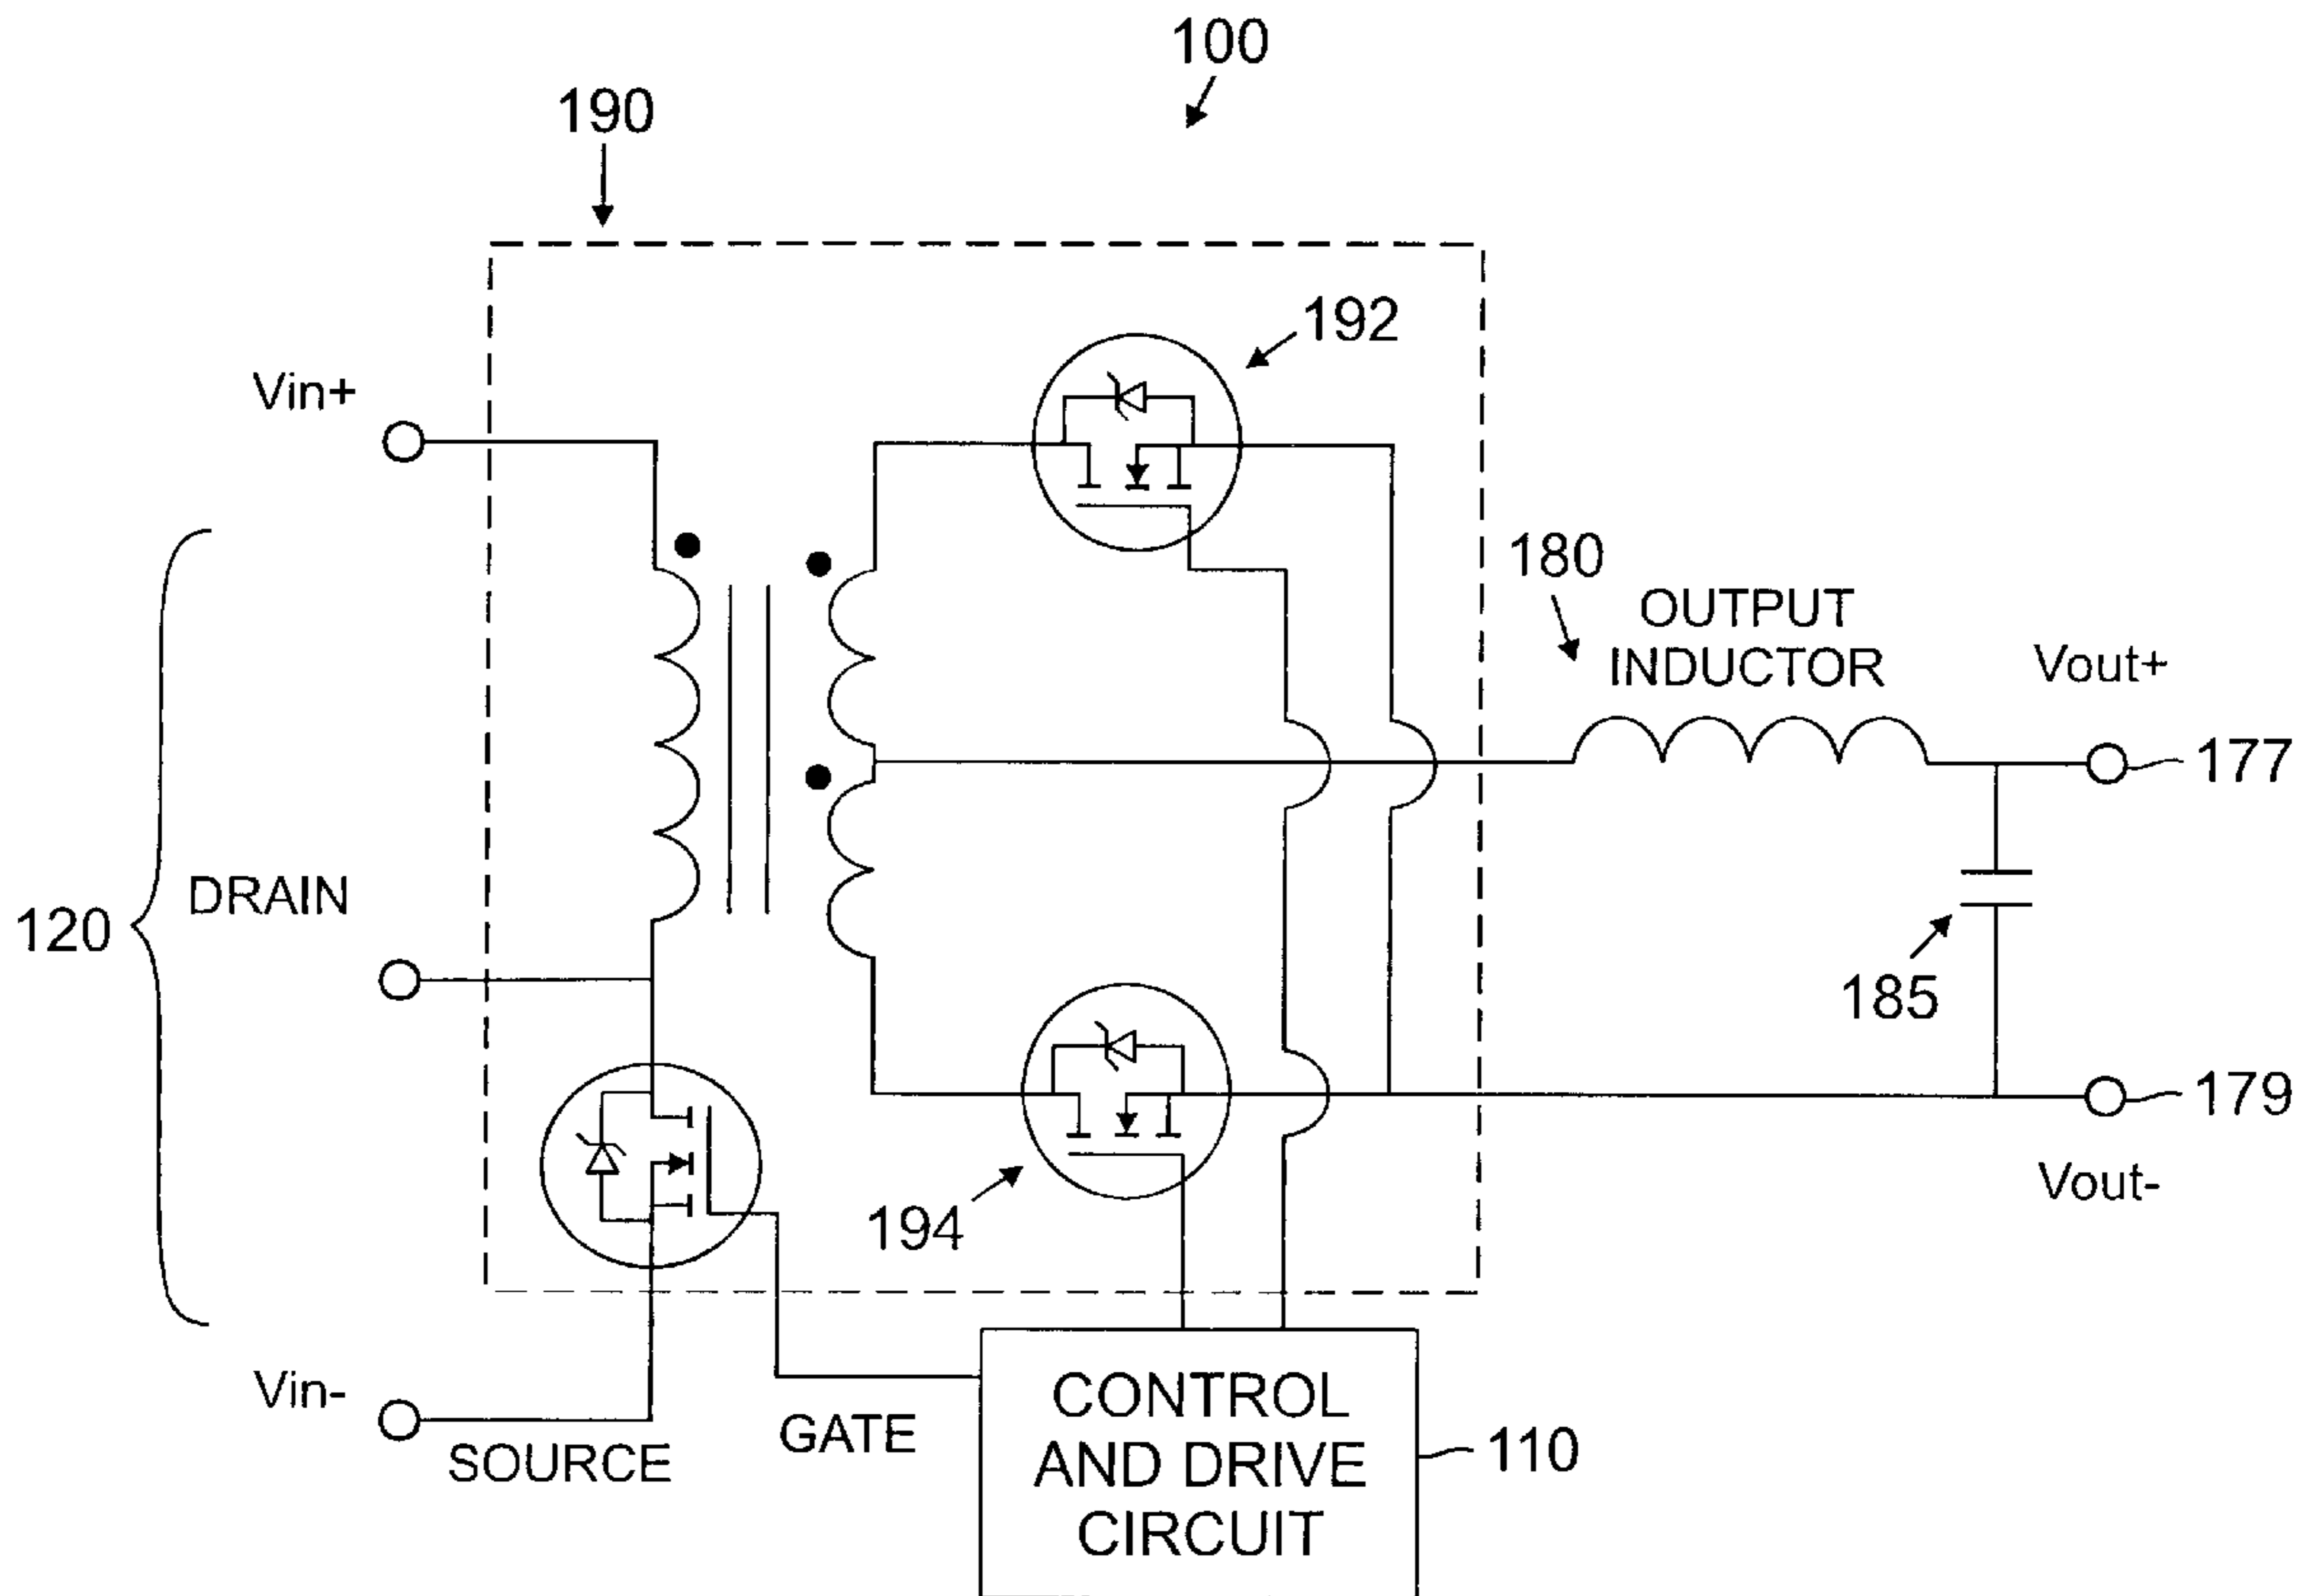 100
190
192
Vin+
180
OUTPUT
INDUCTOR
Vout+
177
DRAIN
120
185
179
194
Vout-
Vin-
SOURCE
GATE
CONTROL
AND DRIVE
CIRCUIT
110